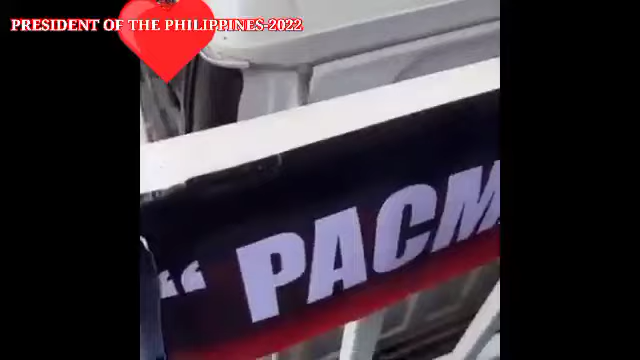 PRESIDENT OF THE PHILIPPINES-2022
“ PACM